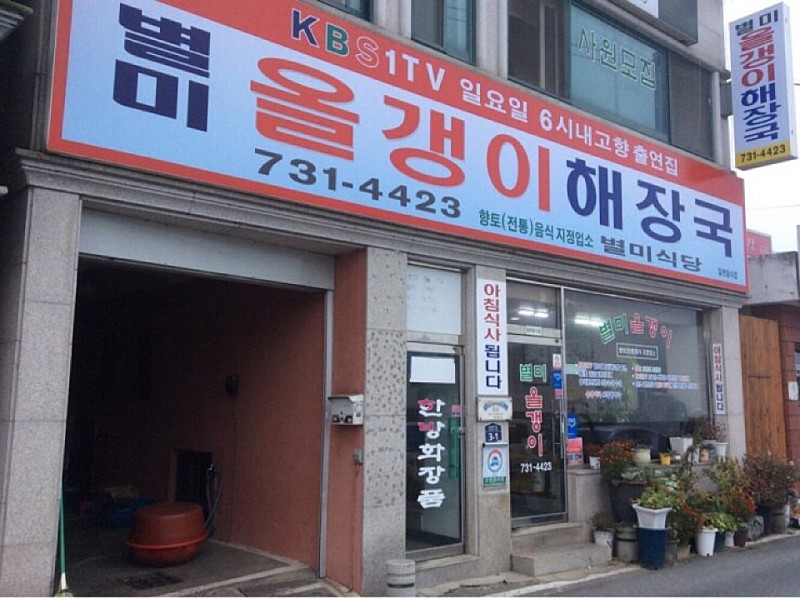 KBS1TV 일요일 6시내고향 출연집
별미
올갱이해장국
731-4423
향토(전통)음식 지정업소
별미식당
사원모집
별미
올갱이해장국
731-4423
아침식사됩니다
한방화장품
3-1
별미
올갱이
731-4423
별미올갱이
아침식사됩니다